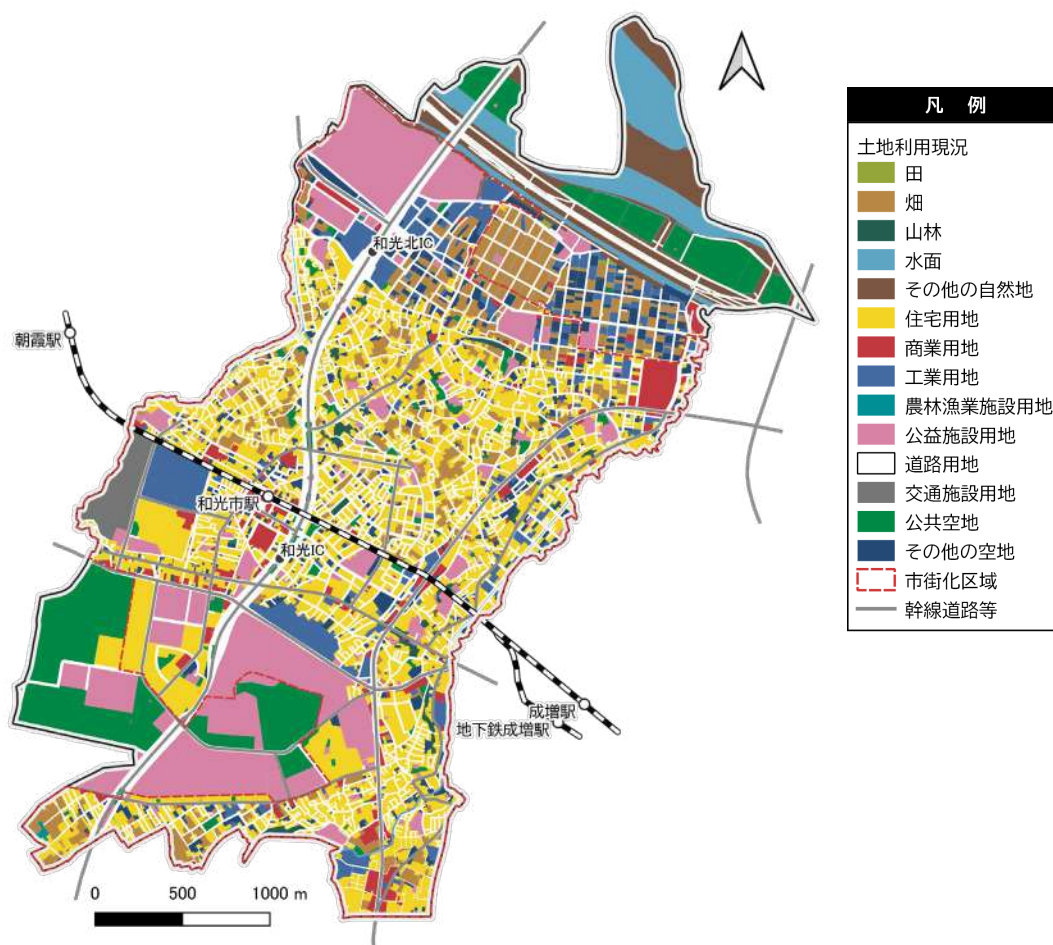 和光北IC
朝霞駅
和光市駅
和光IC
成増駅
地下鉄成増駅
0 500 1000 m
凡 例
土地利用現況
田
畑
山林
水面
その他の自然地
住宅用地
商業用地
工業用地
農林漁業施設用地
公益施設用地
道路用地
交通施設用地
公共空地
その他の空地
市街化区域
幹線道路等